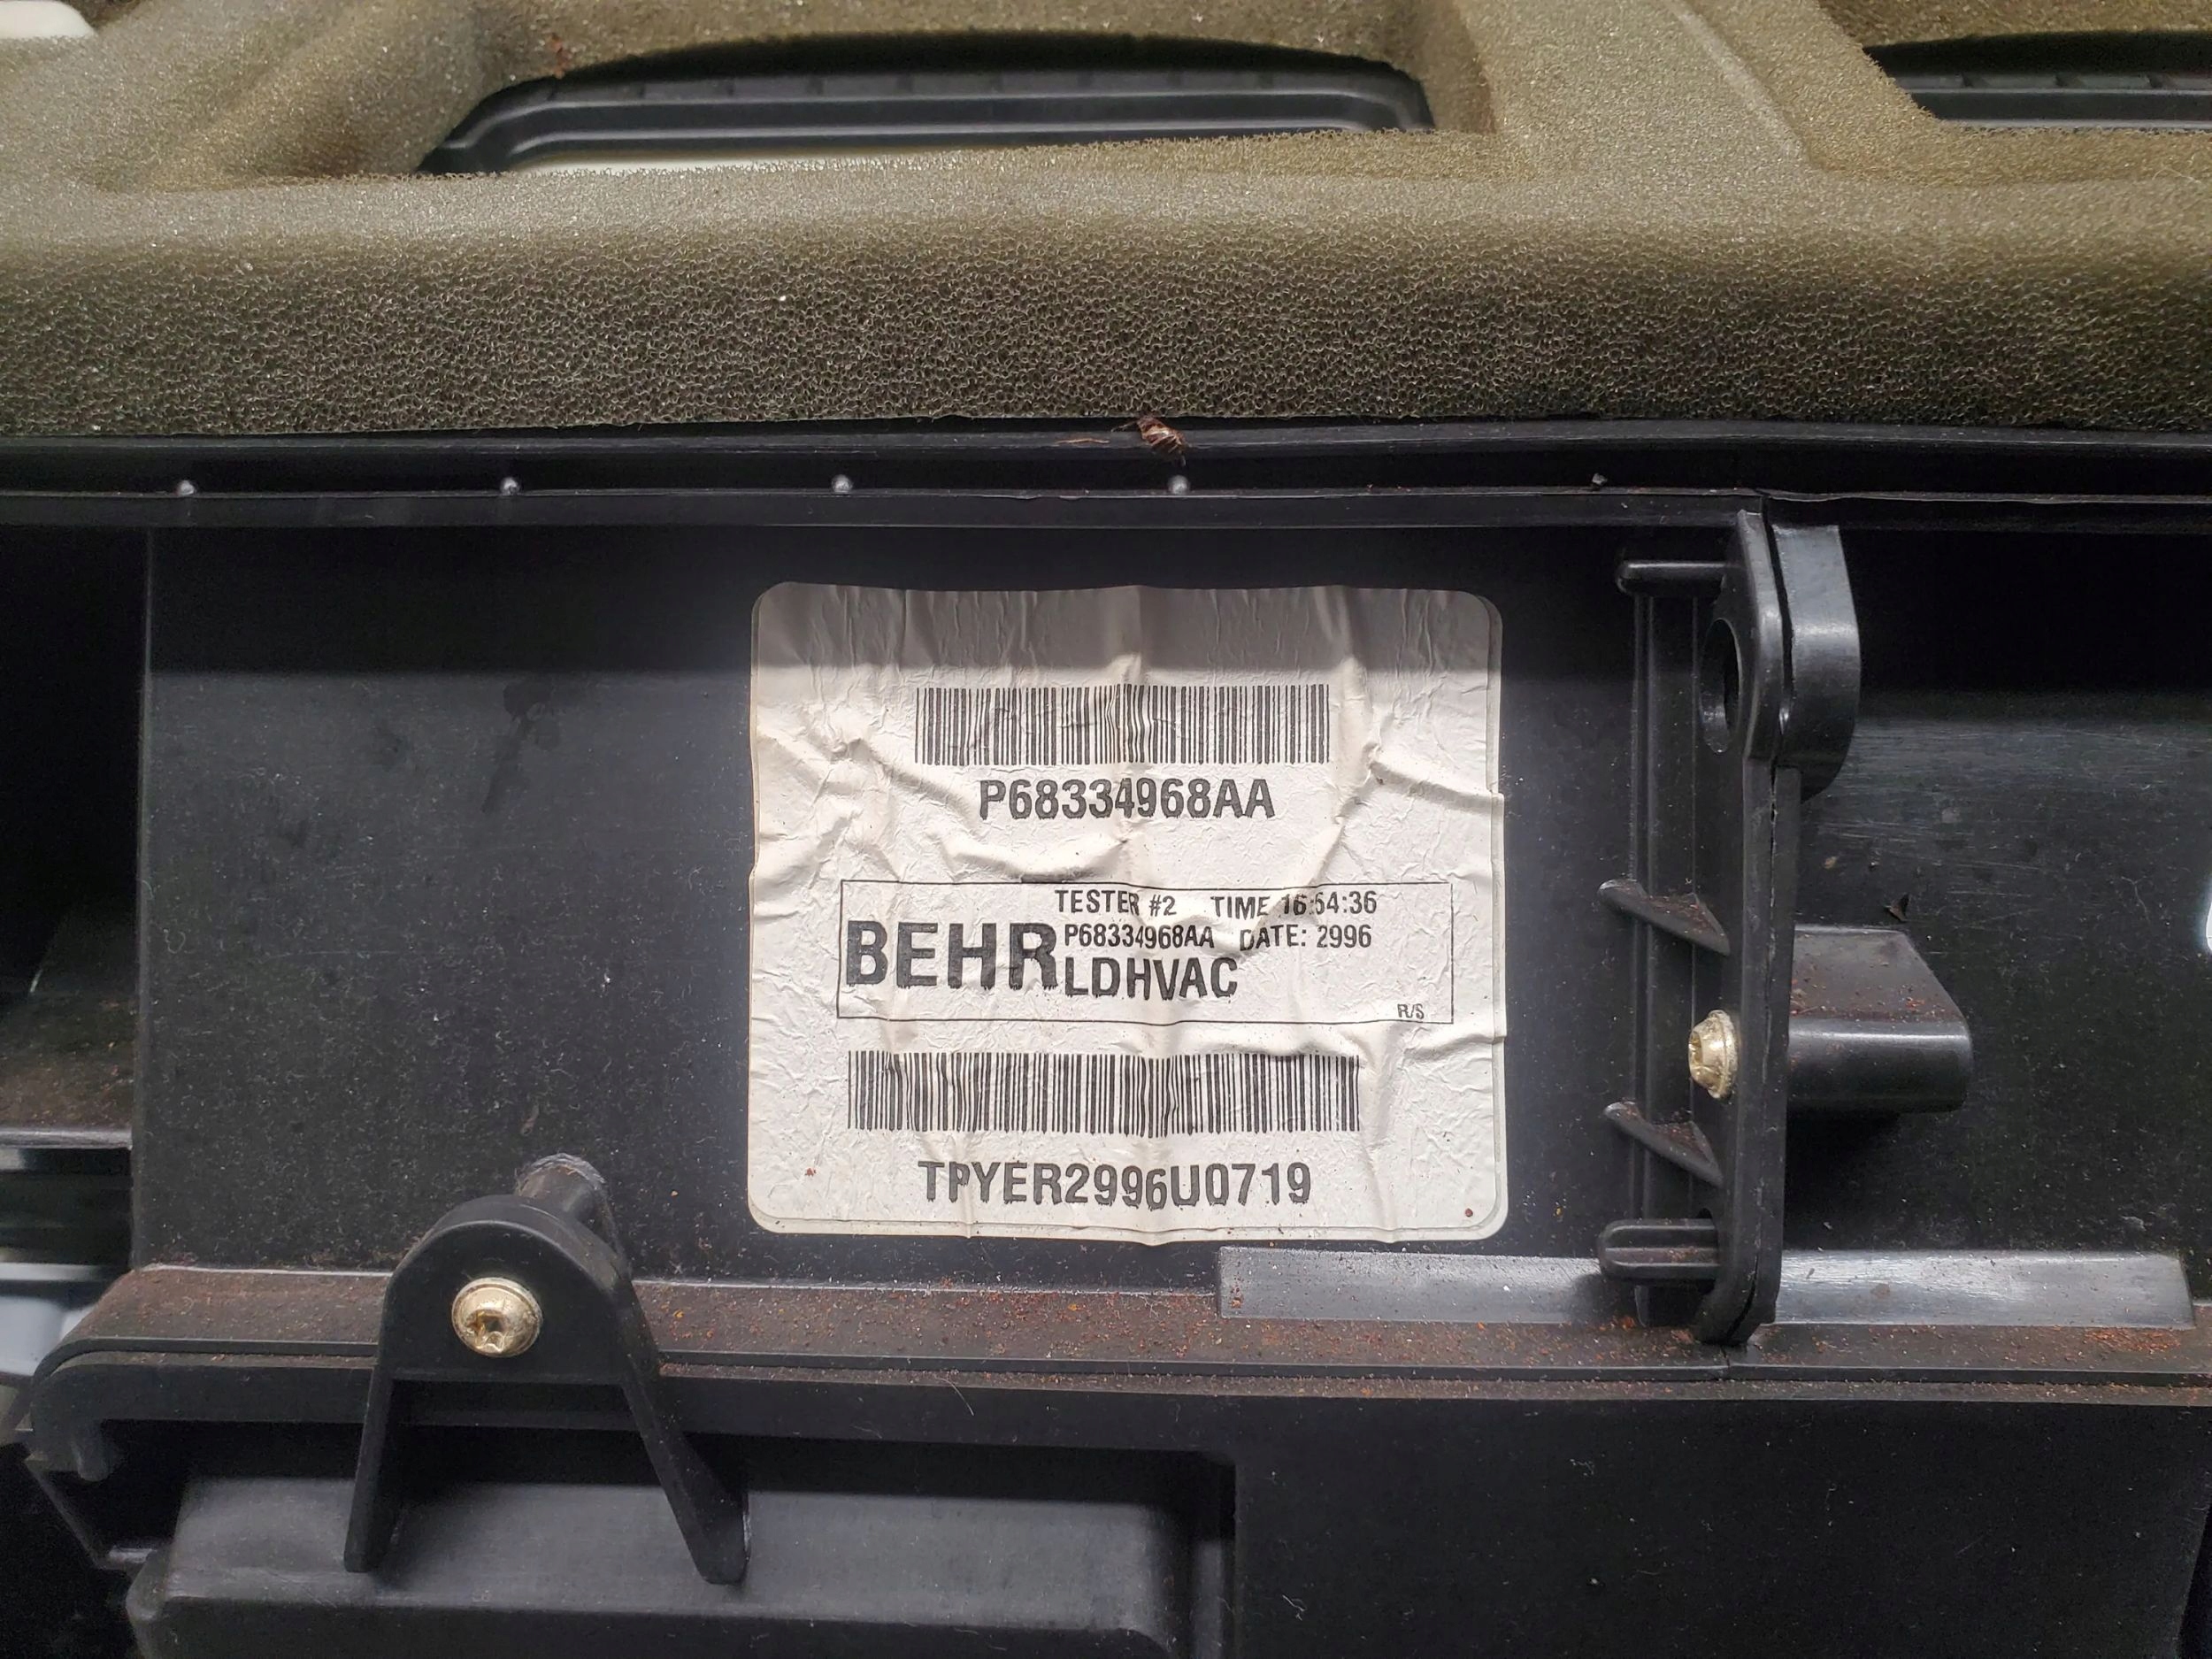 P68334968AA
TESTER #2 TIME 16:54:36
BEHR P68334968AA DATE: 2996
LDHVAC
R/S
TPYER2996U0719